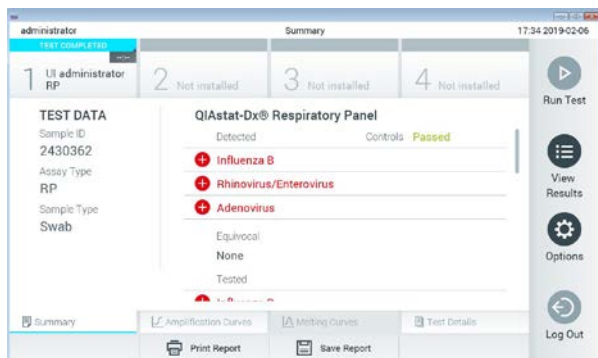 administrator Summary 17:34 2019-02-06
TEST COMPLETED
1 UI administrator RP
2 Not installed
3 Not installed
4 Not installed
Run Test
TEST DATA
Sample ID
2430362
Assay Type
RP
Sample Type
Swab
QIAstat-Dx® Respiratory Panel
Detected Controls Passed
Influenza B
Rhinovirus/Enterovirus
Adenovirus
Equivocal
None
Tested
View
Results
Options
Log Out
Summary Amplification Curves Melting Curves Test Details
Print Report Save Report